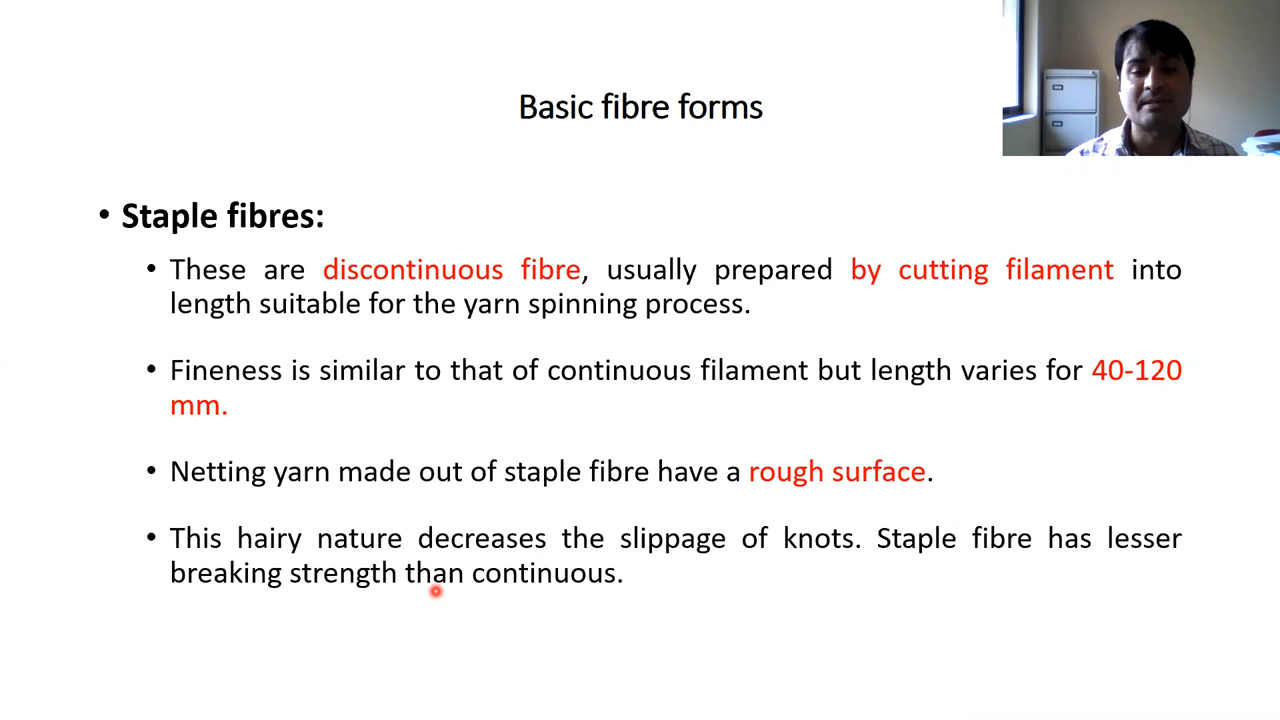 Basic fibre forms
• Staple fibres:
• These are discontinuous fibre, usually prepared by cutting filament into
length suitable for the yarn spinning process.
• Fineness is similar to that of continuous filament but length varies for 40-120
mm.
• Netting yarn made out of staple fibre have a rough surface.
• This hairy nature decreases the slippage of knots. Staple fibre has lesser
breaking strength than continuous.